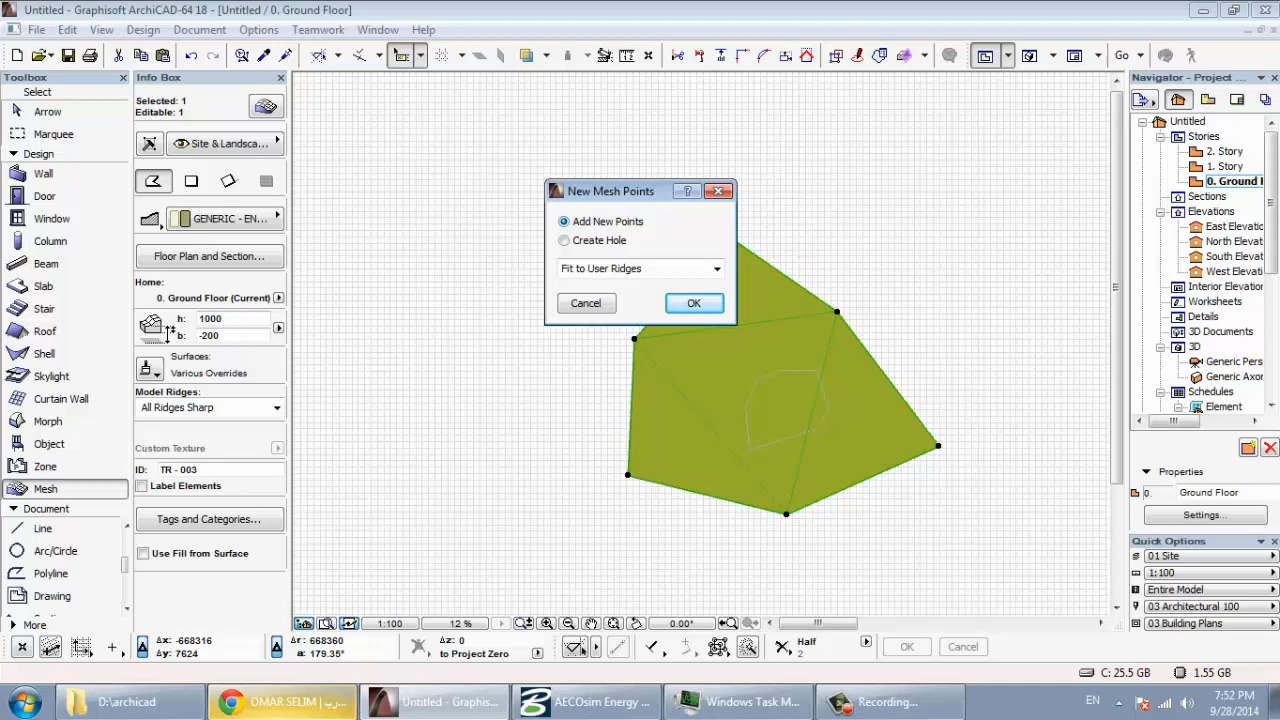 Untitled - Graphisoft ArchiCAD-64 18 - [Untitled / 0. Ground Floor]
File Edit View Design Document Options Teamwork Window Help
Go
Toolbox
Select
Arrow
Marquee
Design
Wall
Door
Window
Column
Beam
Slab
Stair
Roof
Shell
Skylight
Curtain Wall
Morph
Object
Zone
Mesh
Document
Line
Arc/Circle
Polyline
Drawing
More
Info Box
Selected: 1
Editable: 1
Site & Landsca...
GENERIC - EN...
Floor Plan and Section...
Home:
0. Ground Floor (Current)
h: 1000
b: -200
Surfaces:
Various Overrides
Model Ridges:
All Ridges Sharp
Custom Texture
ID: TR - 003
Label Elements
Tags and Categories...
Use Fill from Surface
New Mesh Points
Add New Points
Create Hole
Fit to User Ridges
Cancel OK
Navigator - Project
Untitled
Stories
2. Story
1. Story
0. Ground
Sections
Elevations
East Elevati
North Elevat
South Elevat
West Elevati
Interior Elevation
Worksheets
Details
3D Documents
3D
Generic Pers
Generic Axon
Schedules
Element
Properties
0. Ground Floor
Settings...
Quick Options
01 Site
1:100
Entire Model
03 Architectural 100
03 Building Plans
1:100 12 % 0.00°
Δx: -668316
Δy: 7624
Δr: 668360
a: 179.35°
Δz: 0
to Project Zero
Half
2
OK Cancel
C: 25.5 GB 1.55 GB
D:\archicad
OMAR SELIM |
Untitled - Graphis...
AECOsim Energy ...
Windows Task M...
Recording...
EN
7:52 PM
9/28/2014